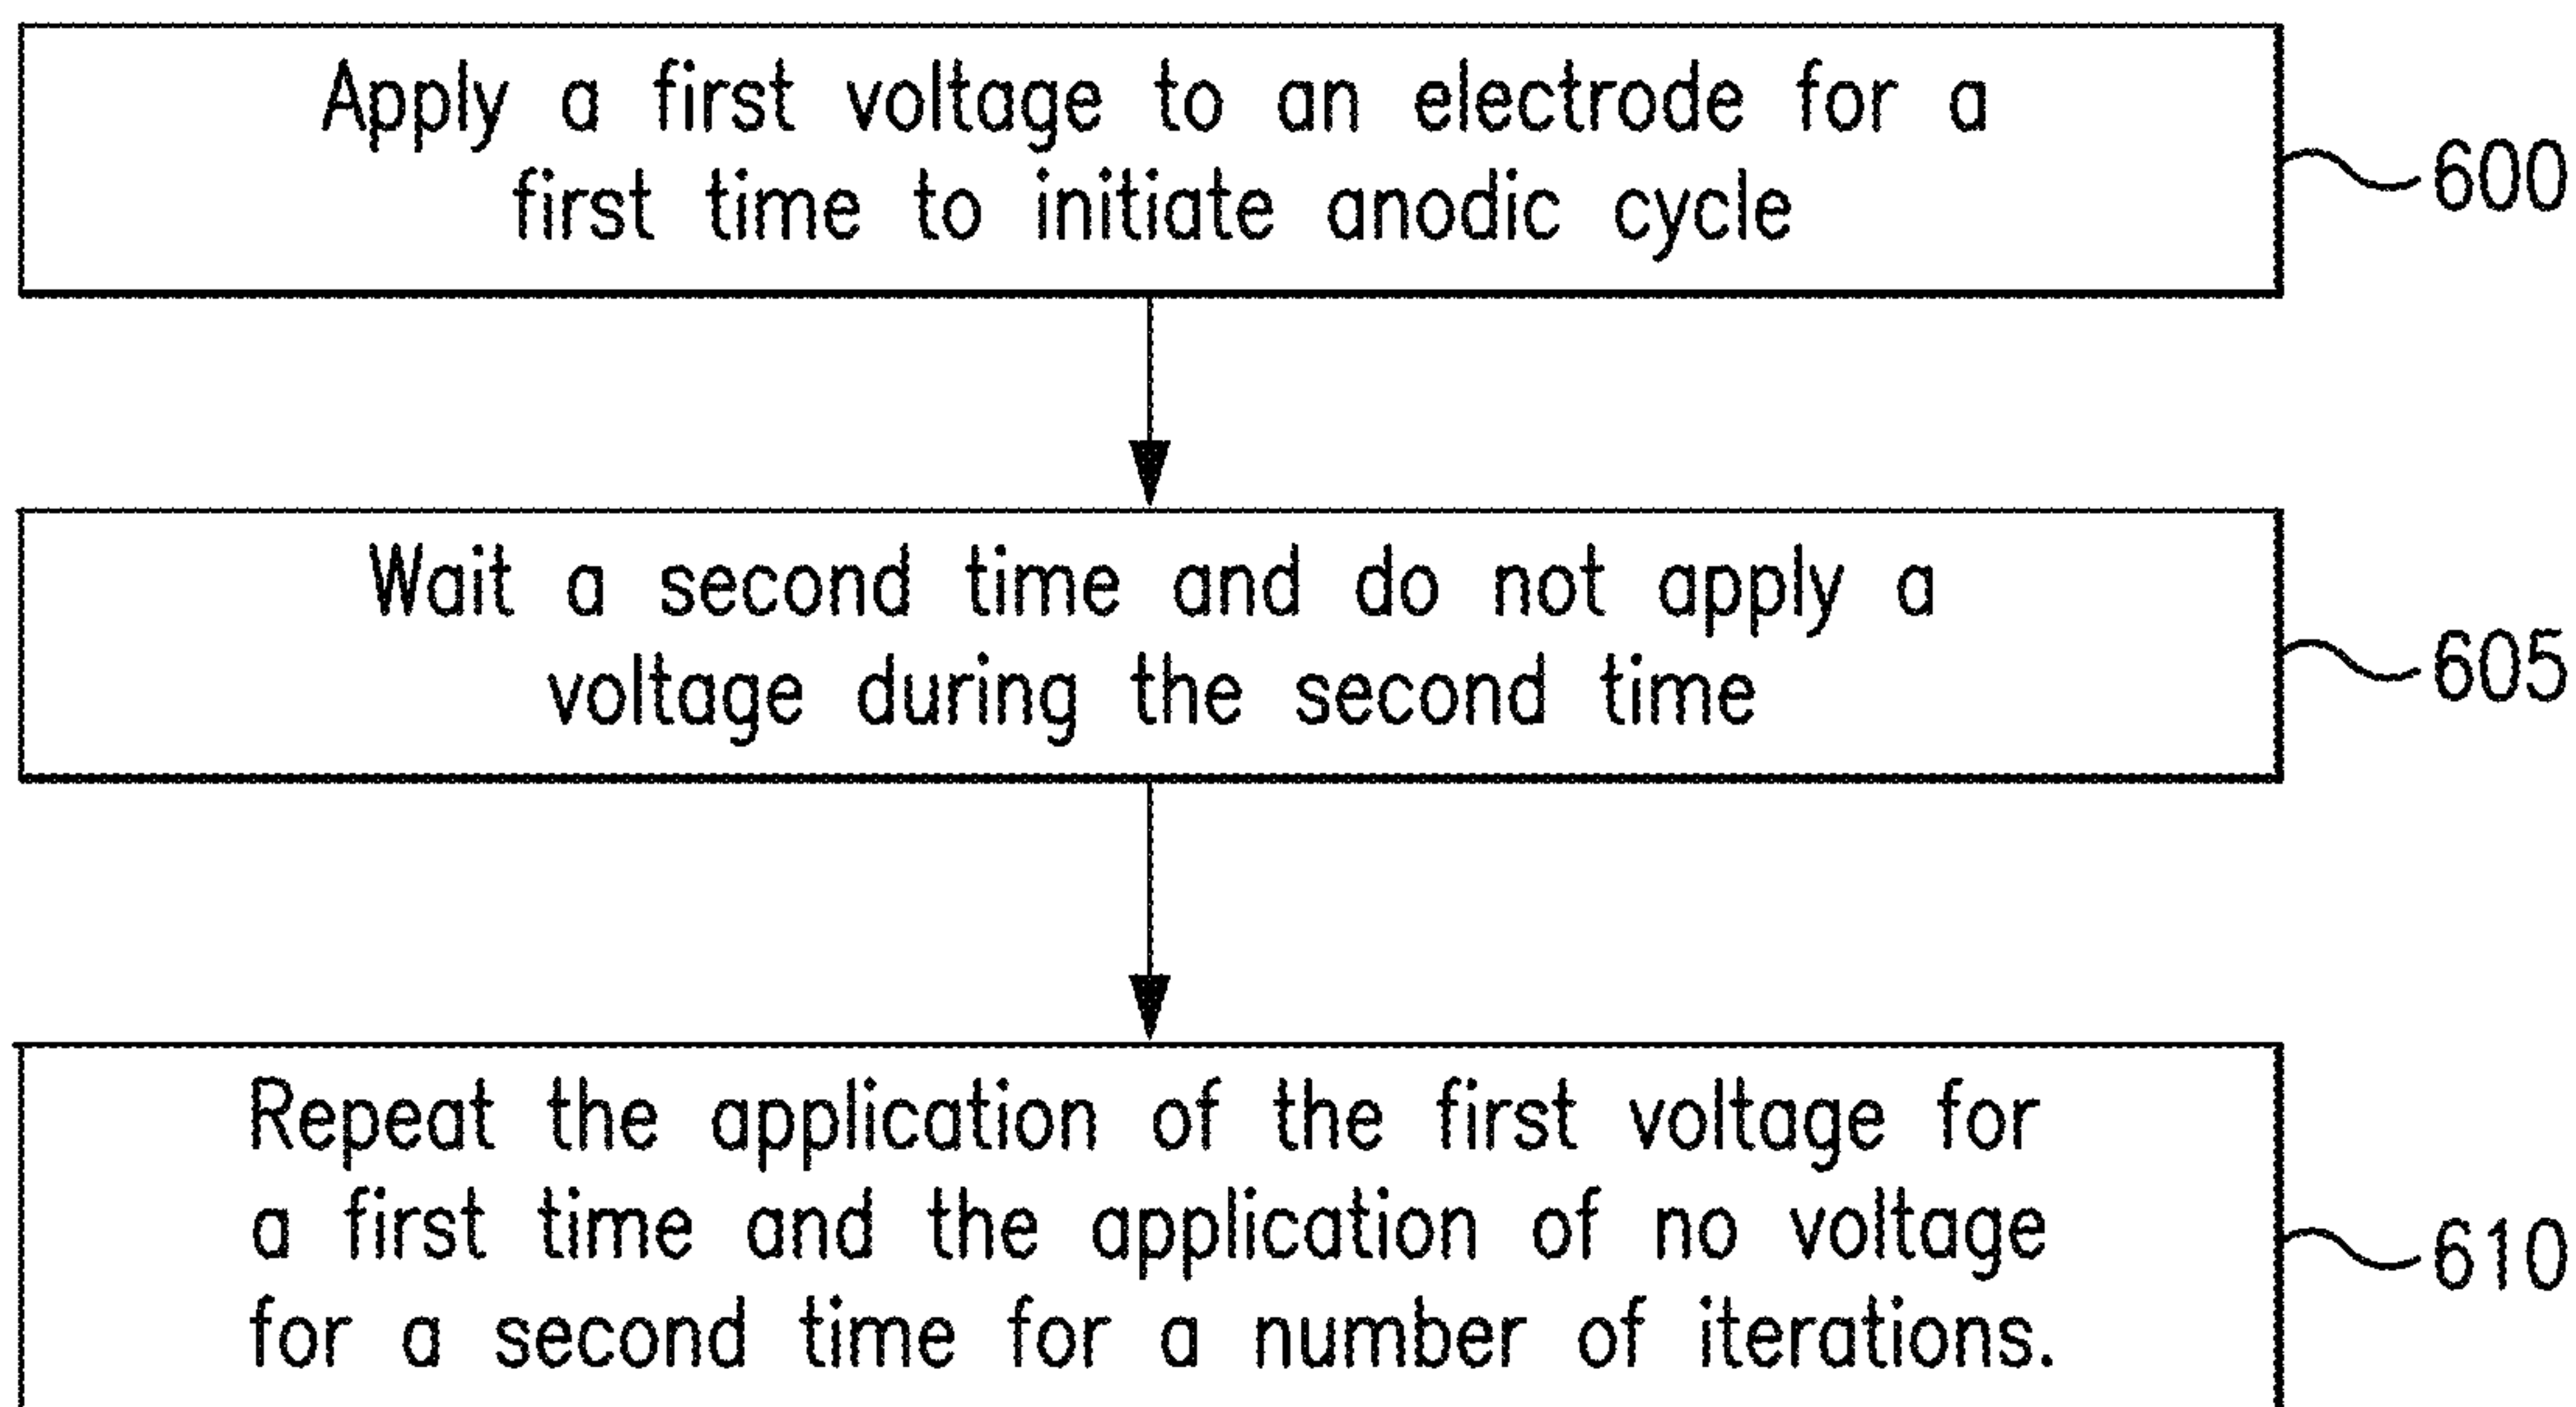 Apply a first voltage to an electrode for a
first time to initiate anodic cycle
600
Wait a second time and do not apply a
voltage during the second time
605
Repeat the application of the first voltage for
a first time and the application of no voltage
for a second time for a number of iterations.
610